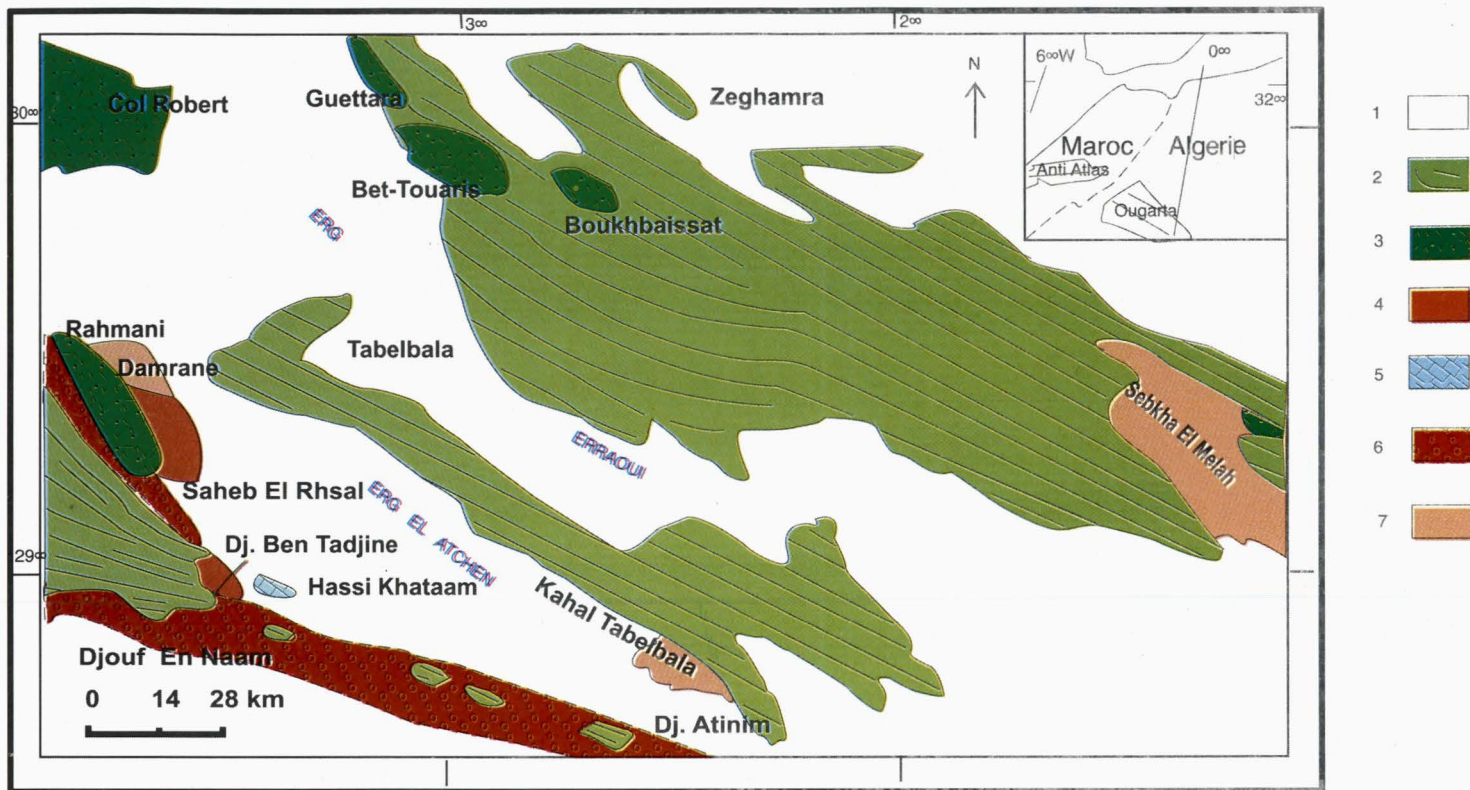 3∞
2∞
30∞
29∞
Col Robert
Guettara
Zeghamra
Bet-Touaris
Boukhbaissat
ERG
N
6∞W
0∞
32∞
Maroc
Algerie
Anti Atlas
Ougarta
Rahmani
Damrane
Tabelbala
ERRAOUI
Sebkha El Melah
Saheb El Rhsal
ERG EL ATCHEN
Dj. Ben Tadjine
Hassi Khataam
Kahal Tabelbala
Djouf En Naam
0 14 28 km
Dj. Atinim
1
2
3
4
5
6
7